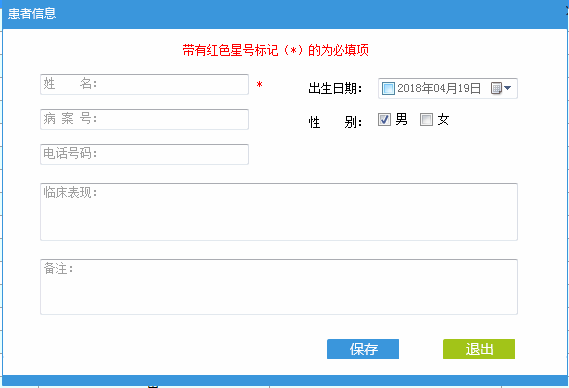 患者信息
带有红色星号标记（*）的为必填项
姓 名: *
出生日期: 2018年04月19日
病 案 号:
性 别: 男 女
电话号码:
临床表现:
备注:
保存 退出